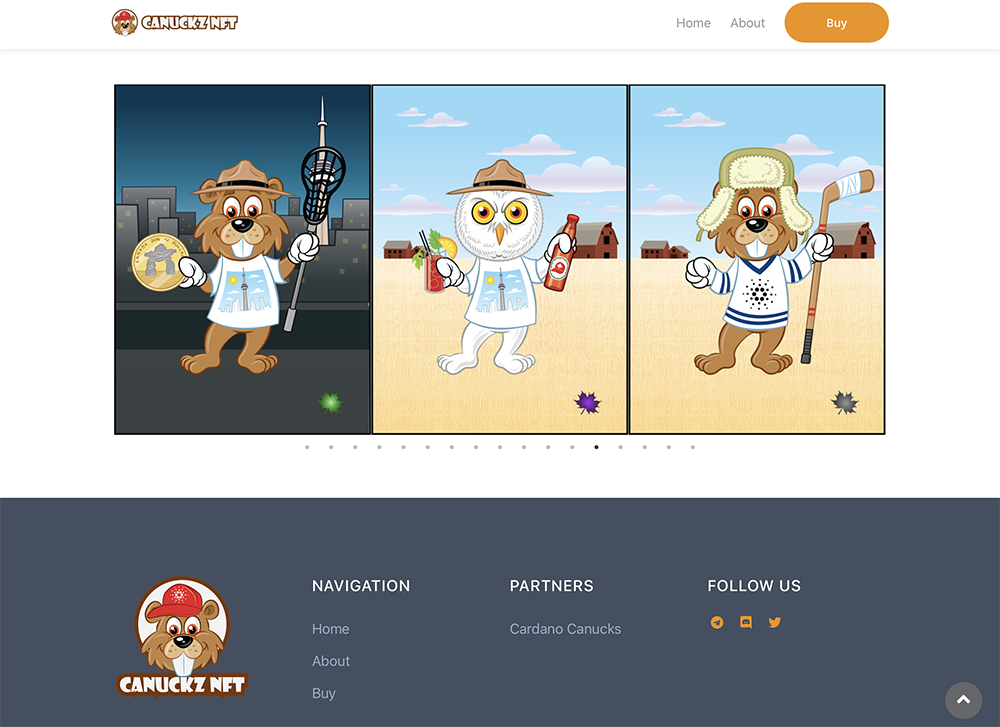 CANUCKZ NFT
Home
About
Buy
NAVIGATION
PARTNERS
FOLLOW US
Home
Cardano Canucks
About
CANUCKZ NFT
Buy